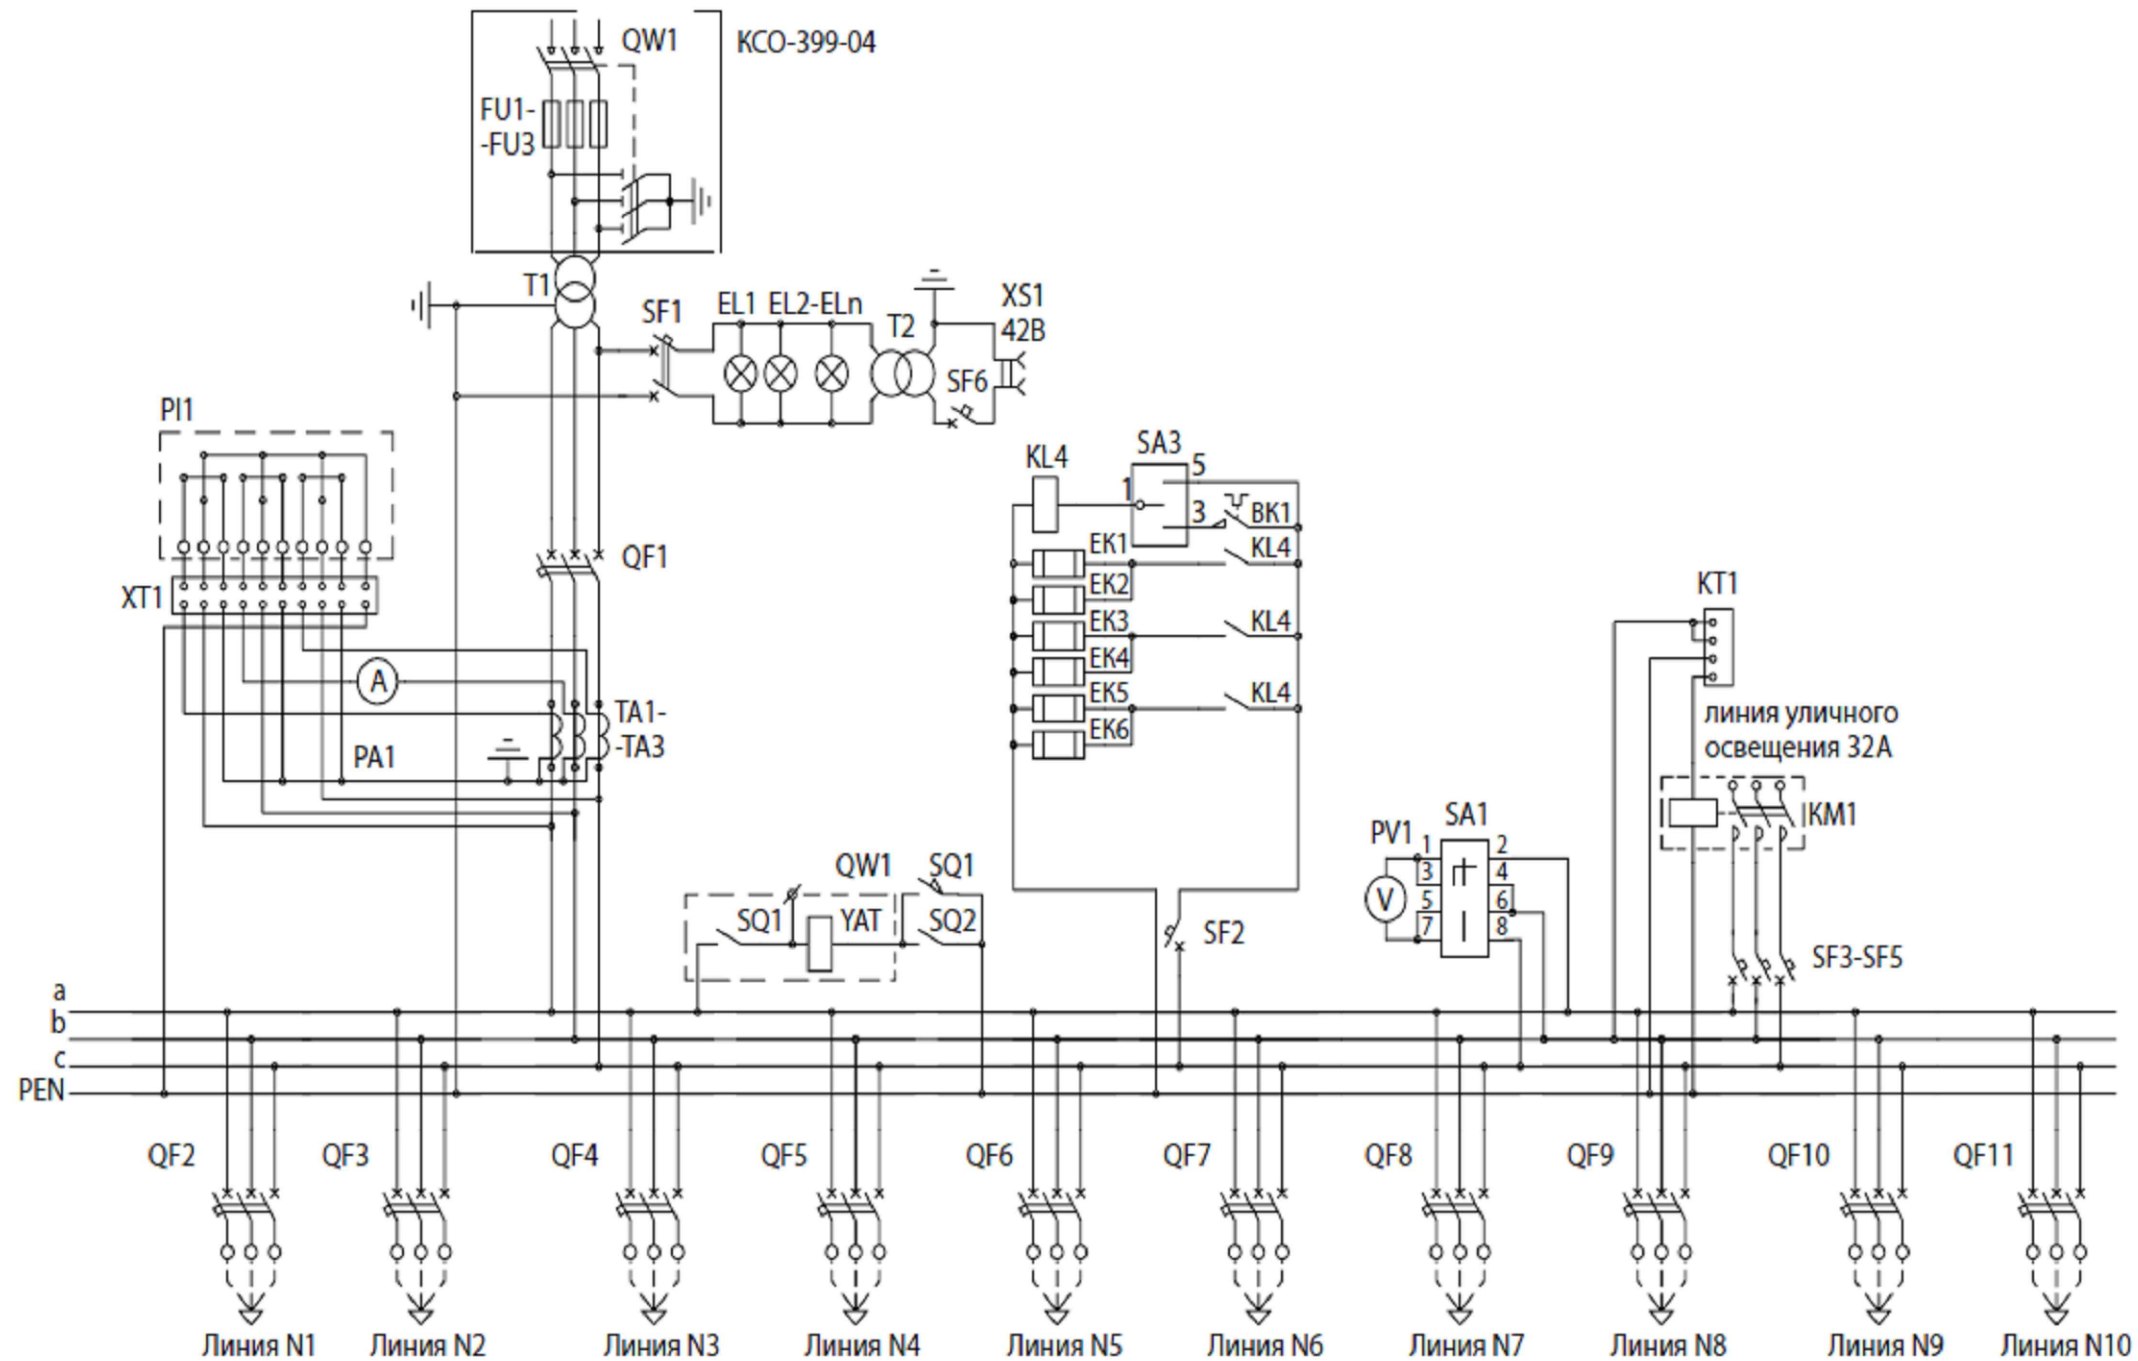 QW1
КСО-399-04
FU1-
-FU3
T1
SF1
EL1
EL2-ELn
T2
XS1
42В
SF6
PI1
KL4
SA3
5
1
3
BK1
QF1
EK1
KL4
EK2
XT1
KT1
EK3
KL4
EK4
A
EK5
KL4
EK6
TA1-
-TA3
PA1
линия уличного
освещения 32А
KM1
SA1
PV1
1
2
3
4
V
5
6
7
8
QW1
SQ1
SQ1
YAT
SQ2
SF2
SF3-SF5
a
b
c
PEN
QF2
QF3
QF4
QF5
QF6
QF7
QF8
QF9
QF10
QF11
Линия N1
Линия N2
Линия N3
Линия N4
Линия N5
Линия N6
Линия N7
Линия N8
Линия N9
Линия N10